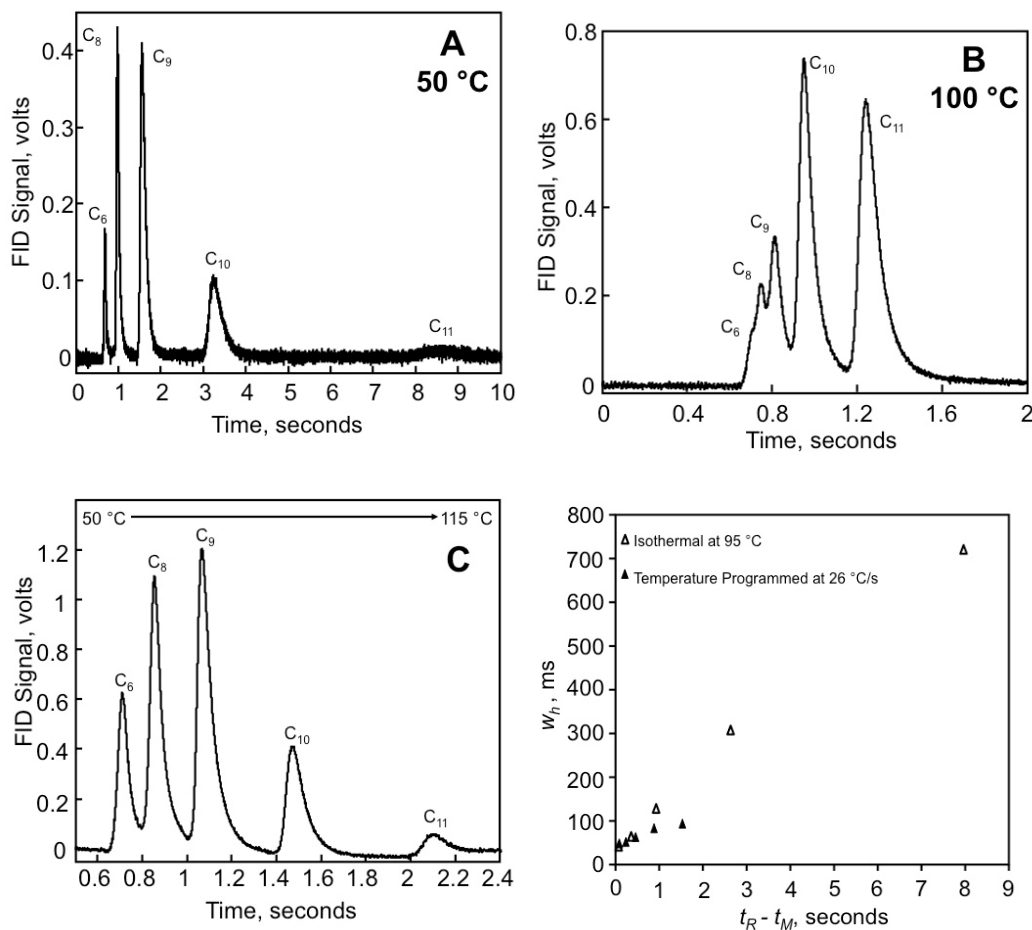 A
50 °C
0.4
0.3
0.2
0.1
0
FID Signal, volts
C6
C8
C9
C10
C11
0 1 2 3 4 5 6 7 8 9 10
Time, seconds
B
100 °C
0.8
0.6
0.4
0.2
0
FID Signal, volts
C6
C8
C9
C10
C11
0 0.4 0.8 1.2 1.6 2
Time, seconds
50 °C 115 °C
C
1.2
1
0.8
0.6
0.4
0.2
0
FID Signal, volts
C6
C8
C9
C10
C11
0.6 0.8 1 1.2 1.4 1.6 1.8 2 2.2 2.4
Time, seconds
800
700
600
500
400
300
200
100
0
wh, ms
Isothermal at 95 °C
Temperature Programmed at 26 °C/s
0 1 2 3 4 5 6 7 8 9
tR - tM, seconds